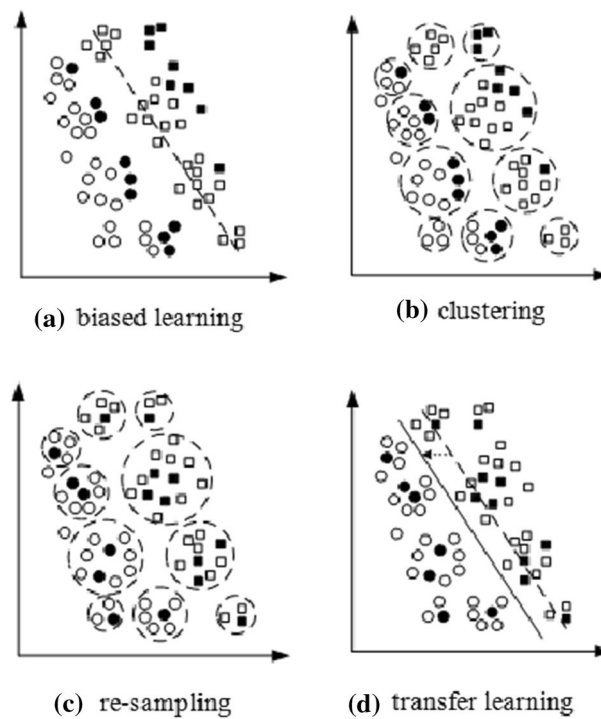 (a) biased learning
(b) clustering
(c) re-sampling
(d) transfer learning